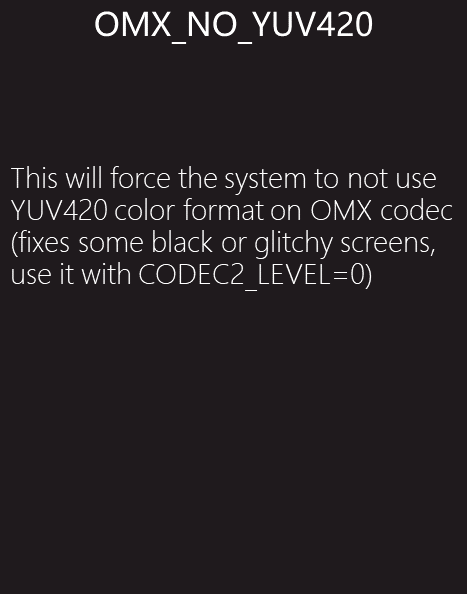 OMX_NO_YUV420
This will force the system to not use
YUV420 color format on OMX codec
(fixes some black or glitchy screens,
use it with CODEC2_LEVEL=0)